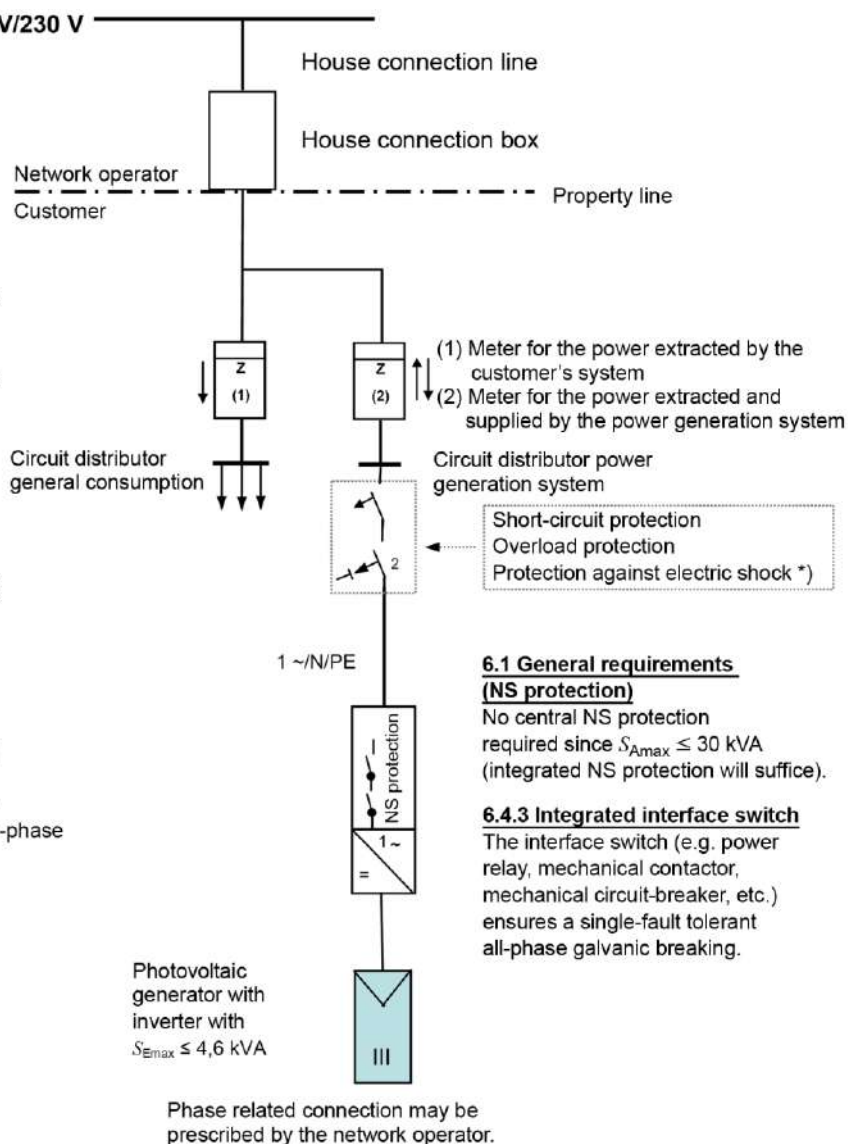 V/230 V
House connection line
House connection box
Network operator
Customer
Property line
Z
(1)
Z
(2)
(1) Meter for the power extracted by the
customer's system
(2) Meter for the power extracted and
supplied by the power generation system
Circuit distributor
general consumption
Circuit distributor power
generation system
2
Short-circuit protection
Overload protection
Protection against electric shock *)
1 ~/N/PE
NS protection
1 ~
=
6.1 General requirements
(NS protection)
No central NS protection
required since SAmax ≤ 30 kVA
(integrated NS protection will suffice).
-phase
6.4.3 Integrated interface switch
The interface switch (e.g. power
relay, mechanical contactor,
mechanical circuit-breaker, etc.)
ensures a single-fault tolerant
all-phase galvanic breaking.
Photovoltaic
generator with
inverter with
SEmax ≤ 4,6 kVA
Phase related connection may be
prescribed by the network operator.